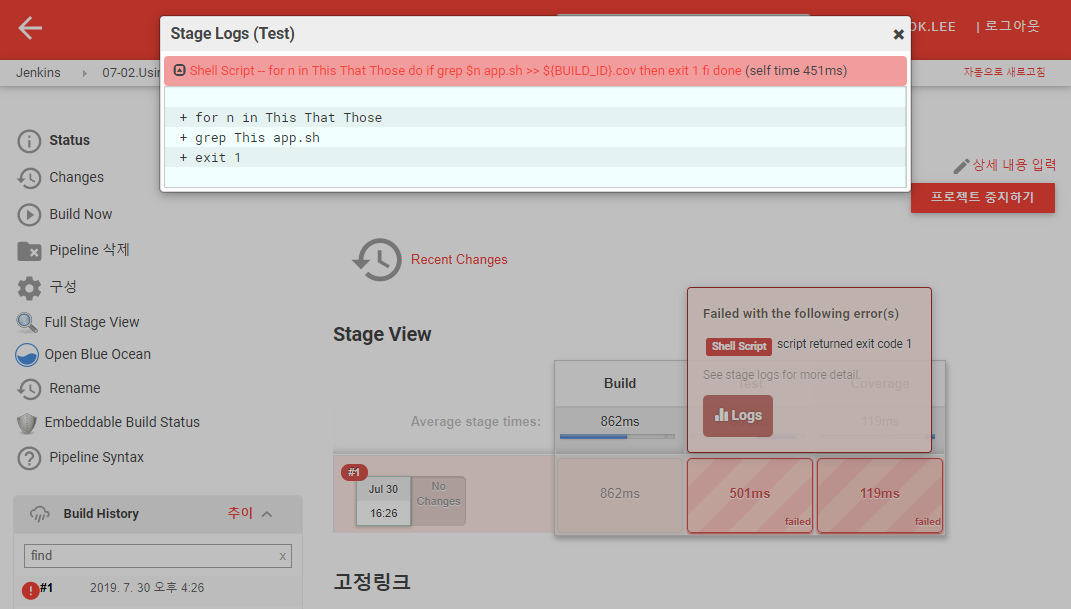 Stage Logs (Test)
OK.LEE | 로그아웃
Jenkins
자동으로 새로고침
Shell Script -- for n in This That Those do if grep $n app.sh >> ${BUILD_ID}.cov then exit 1 fi done (self time 451ms)
+ for n in This That Those
+ grep This app.sh
+ exit 1
Status
Changes
Build Now
Pipeline 삭제
구성
Full Stage View
Open Blue Ocean
Rename
Embeddable Build Status
Pipeline Syntax
상세 내용 입력
프로젝트 중지하기
Recent Changes
Stage View
Failed with the following error(s)
Shell Script script returned exit code 1
See stage logs for more detail.
Logs
Build
Test
Coverage
Average stage times:
862ms
119ms
#1
Jul 30
16:26
No
Changes
862ms
501ms
failed
119ms
failed
Build History
추이
find
x
#1
2019. 7. 30 오후 4:26
고정링크